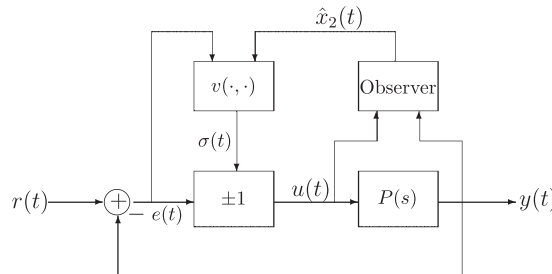 x̂₂(t)
v(·,·)
Observer
σ(t)
r(t)
+
−
e(t)
±1
u(t)
P(s)
y(t)